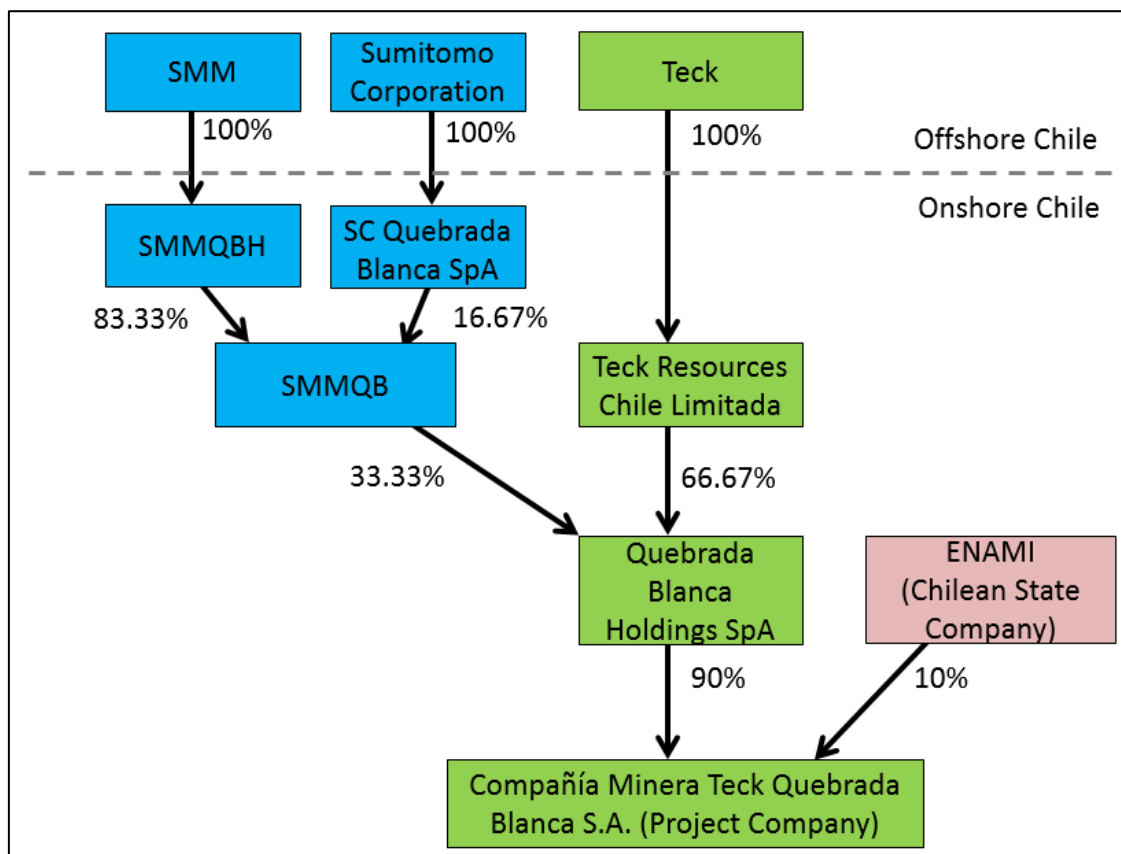 SMM
Sumitomo
Corporation
Teck
100%
100%
100%
Offshore Chile
Onshore Chile
SMMQBH
SC Quebrada
Blanca SpA
83.33%
16.67%
SMMQB
Teck Resources
Chile Limitada
33.33%
66.67%
Quebrada
Blanca
Holdings SpA
ENAMI
(Chilean State
Company)
90%
10%
Compañía Minera Teck Quebrada
Blanca S.A. (Project Company)